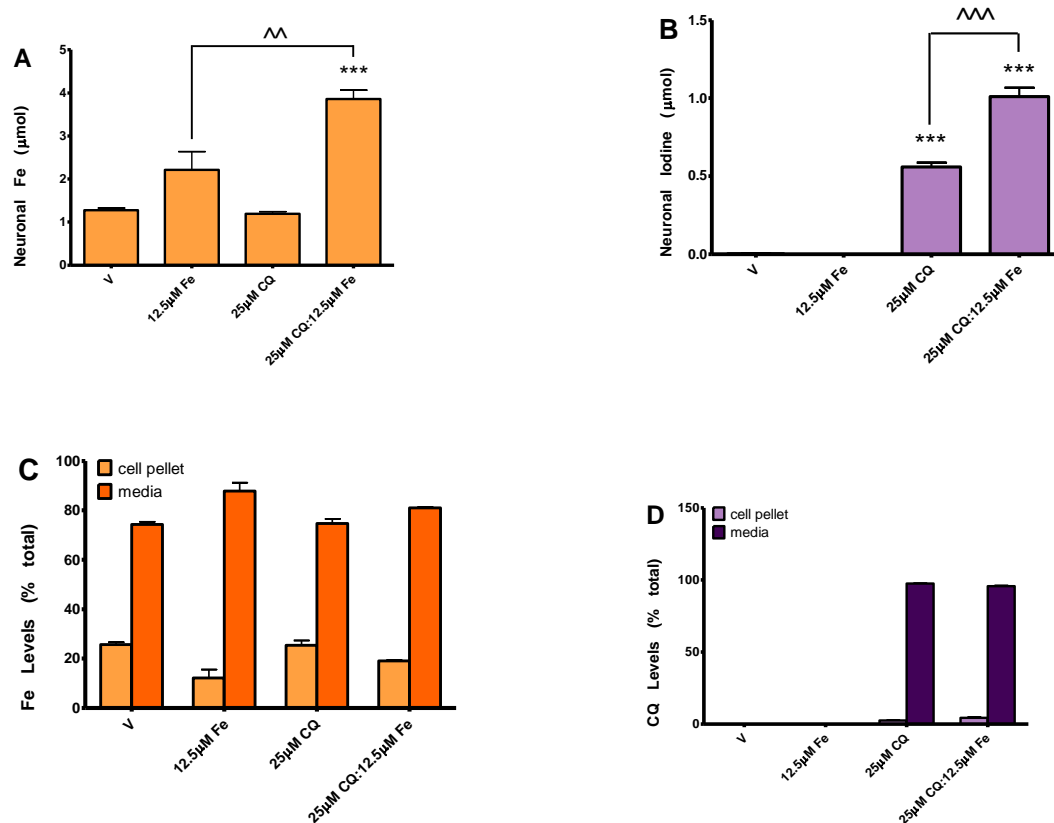 A
Neuronal Fe (µmol)
5
4
3
2
1
0
^^
***
V
12.5µM Fe
25µM CQ
25µM CQ:12.5µM Fe
B
Neuronal Iodine (µmol)
1.5
1.0
0.5
0.0
^^^
***
***
V
12.5µM Fe
25µM CQ
25µM CQ:12.5µM Fe
C
Fe Levels (% total)
100
80
60
40
20
0
cell pellet
media
V
12.5µM Fe
25µM CQ
25µM CQ:12.5µM Fe
D
CQ Levels (% total)
150
100
50
0
cell pellet
media
V
12.5µM Fe
25µM CQ
25µM CQ:12.5µM Fe